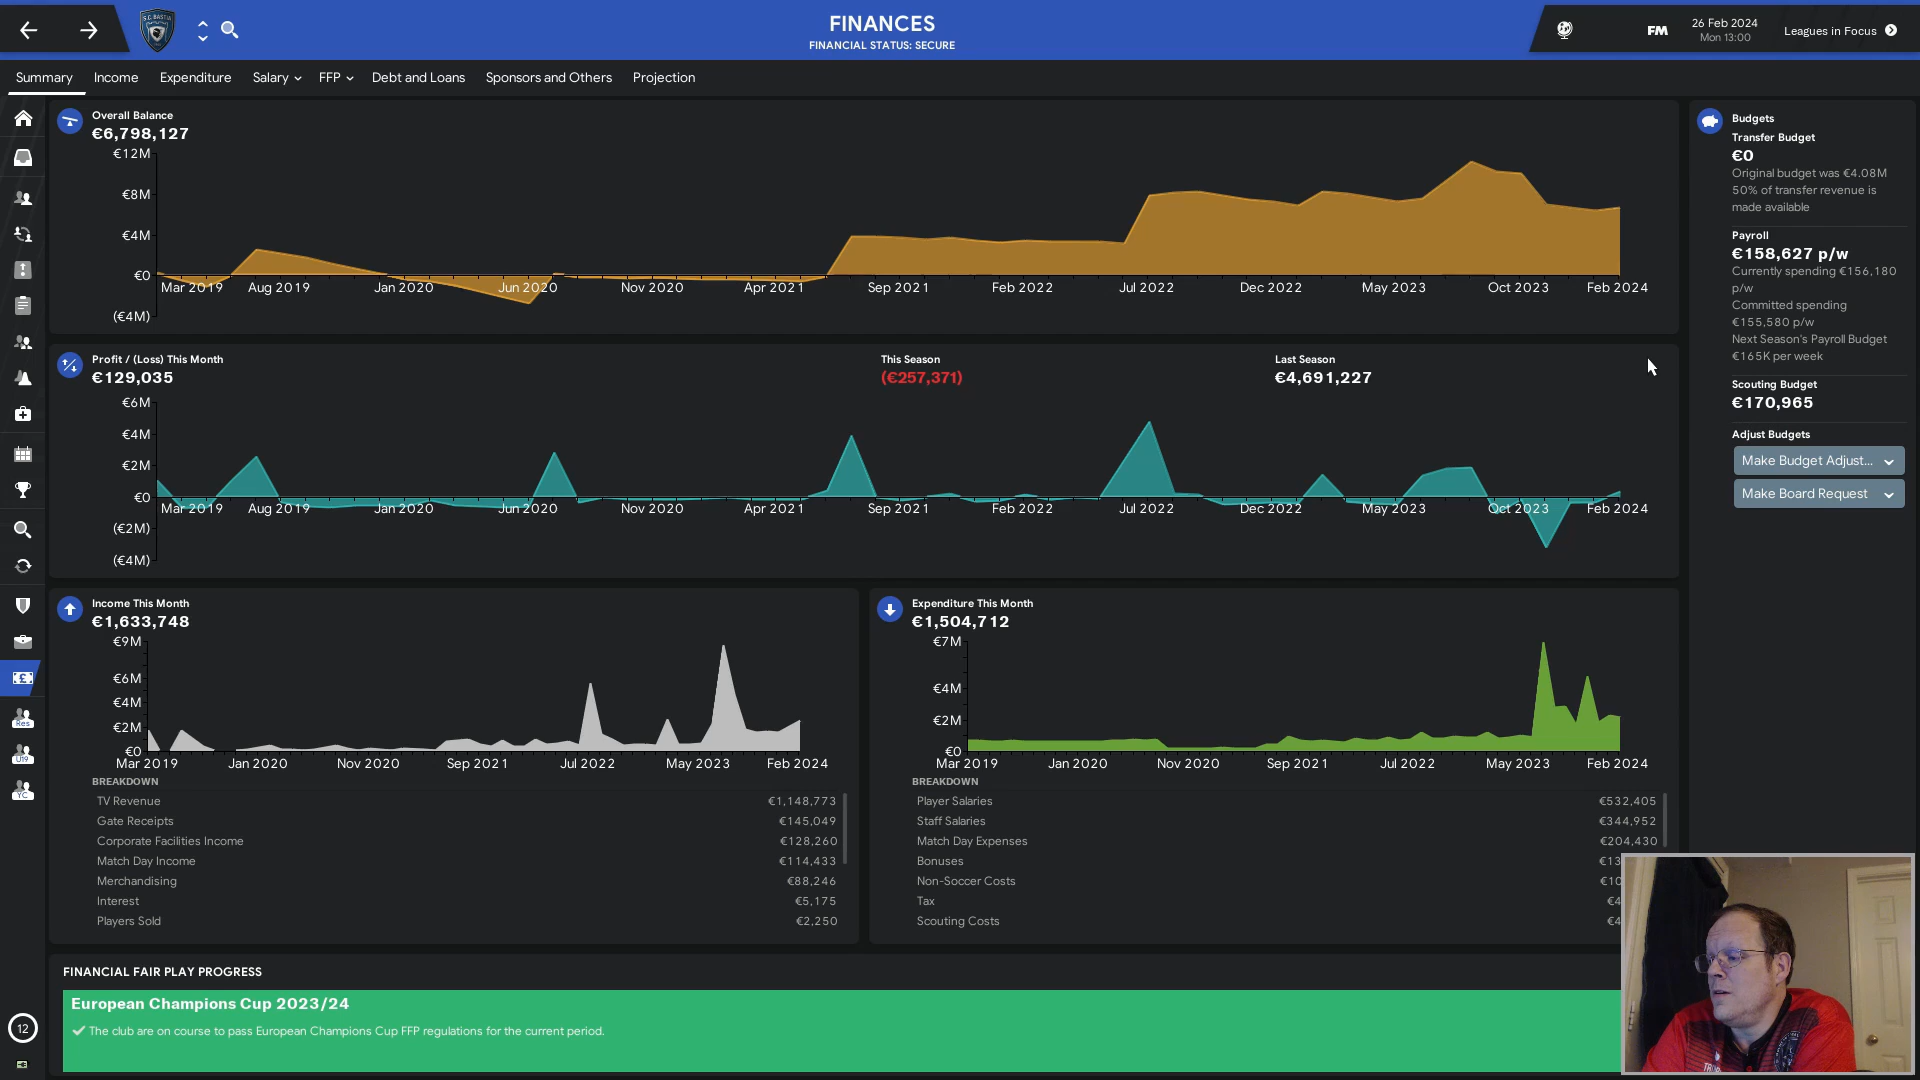 S.C. BASTIA
FINANCES
FINANCIAL STATUS: SECURE
FM
26 Feb 2024
Mon 13:00
Leagues in Focus
Summary
Income
Expenditure
Salary
FFP
Debt and Loans
Sponsors and Others
Projection
Overall Balance
€6,798,127
€12M
€8M
€4M
€0
(€4M)
Mar 2019 Aug 2019 Jan 2020 Jun 2020 Nov 2020 Apr 2021 Sep 2021 Feb 2022 Jul 2022 Dec 2022 May 2023 Oct 2023 Feb 2024
Profit / (Loss) This Month
€129,035
This Season
(€257,371)
Last Season
€4,691,227
€6M
€4M
€2M
€0
(€2M)
(€4M)
Mar 2019 Aug 2019 Jan 2020 Jun 2020 Nov 2020 Apr 2021 Sep 2021 Feb 2022 Jul 2022 Dec 2022 May 2023 Oct 2023 Feb 2024
Income This Month
€1,633,748
€9M
€6M
€4M
€2M
€0
Mar 2019 Jan 2020 Nov 2020 Sep 2021 Jul 2022 May 2023 Feb 2024
BREAKDOWN
TV Revenue €1,148,773
Gate Receipts €145,049
Corporate Facilities Income €128,260
Match Day Income €114,433
Merchandising €88,246
Interest €5,175
Players Sold €2,250
Expenditure This Month
€1,504,712
€7M
€4M
€2M
€0
Mar 2019 Jan 2020 Nov 2020 Sep 2021 Jul 2022 May 2023 Feb 2024
BREAKDOWN
Player Salaries €532,405
Staff Salaries €344,952
Match Day Expenses €204,430
Bonuses €13
Non-Soccer Costs €10
Tax €4
Scouting Costs €4
FINANCIAL FAIR PLAY PROGRESS
European Champions Cup 2023/24
The club are on course to pass European Champions Cup FFP regulations for the current period.
Budgets
Transfer Budget
€0
Original budget was €4.08M
50% of transfer revenue is
made available
Payroll
€158,627 p/w
Currently spending €156,180
p/w
Committed spending
€155,580 p/w
Next Season's Payroll Budget
€165K per week
Scouting Budget
€170,965
Adjust Budgets
Make Budget Adjust...
Make Board Request
Res
U19
YC
12